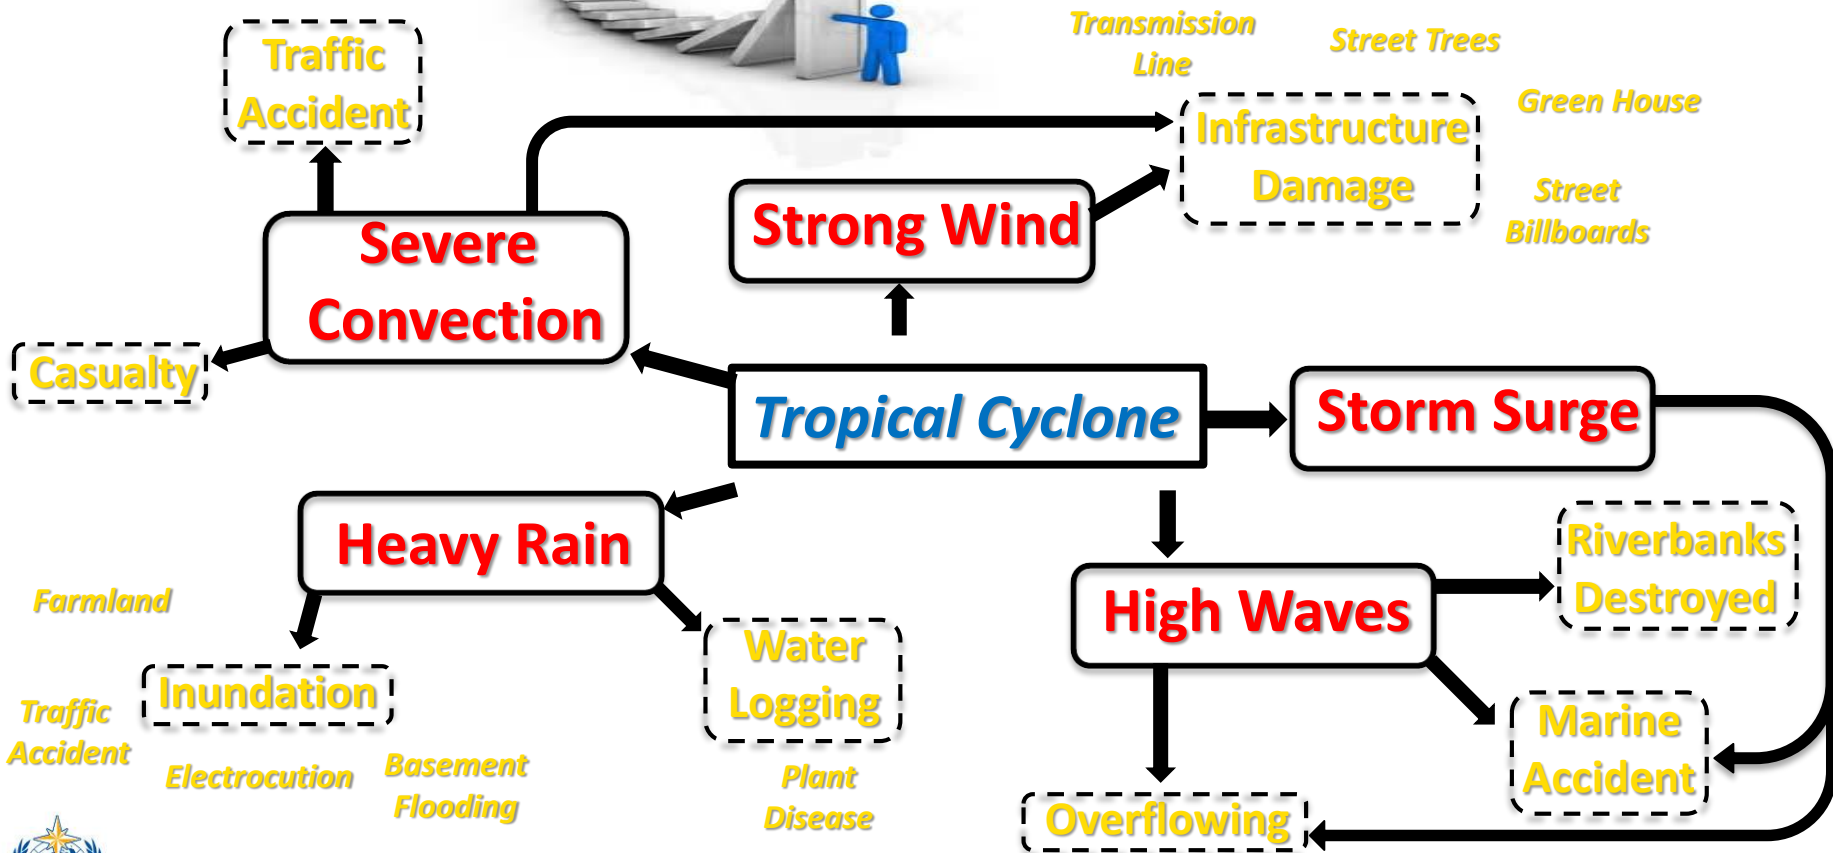 Transmission
Line
Street Trees
Traffic
Accident
Green House
Infrastructure
Damage
Street
Billboards
Strong Wind
Severe
Convection
Casualty
Tropical Cyclone
Storm Surge
Heavy Rain
Riverbanks
Destroyed
High Waves
Farmland
Water
Logging
Inundation
Traffic
Accident
Marine
Accident
Electrocution
Basement
Flooding
Plant
Disease
Overflowing